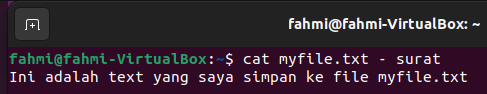 fahmi@fahmi-VirtualBox: ~
fahmi@fahmi-VirtualBox:~$ cat myfile.txt - surat
Ini adalah text yang saya simpan ke file myfile.txt